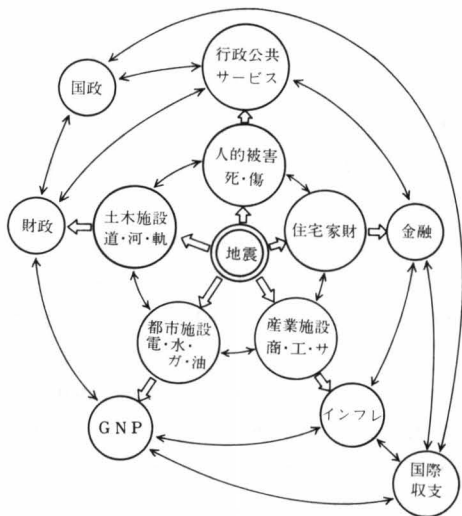 行政公共
サービス
国政
人的被害
死・傷
財政
土木施設
道・河・軌
地震
住宅家財
金融
都市施設
電・水・
ガ・油
産業施設
商・工・サ
GNP
インフレ
国際
収支